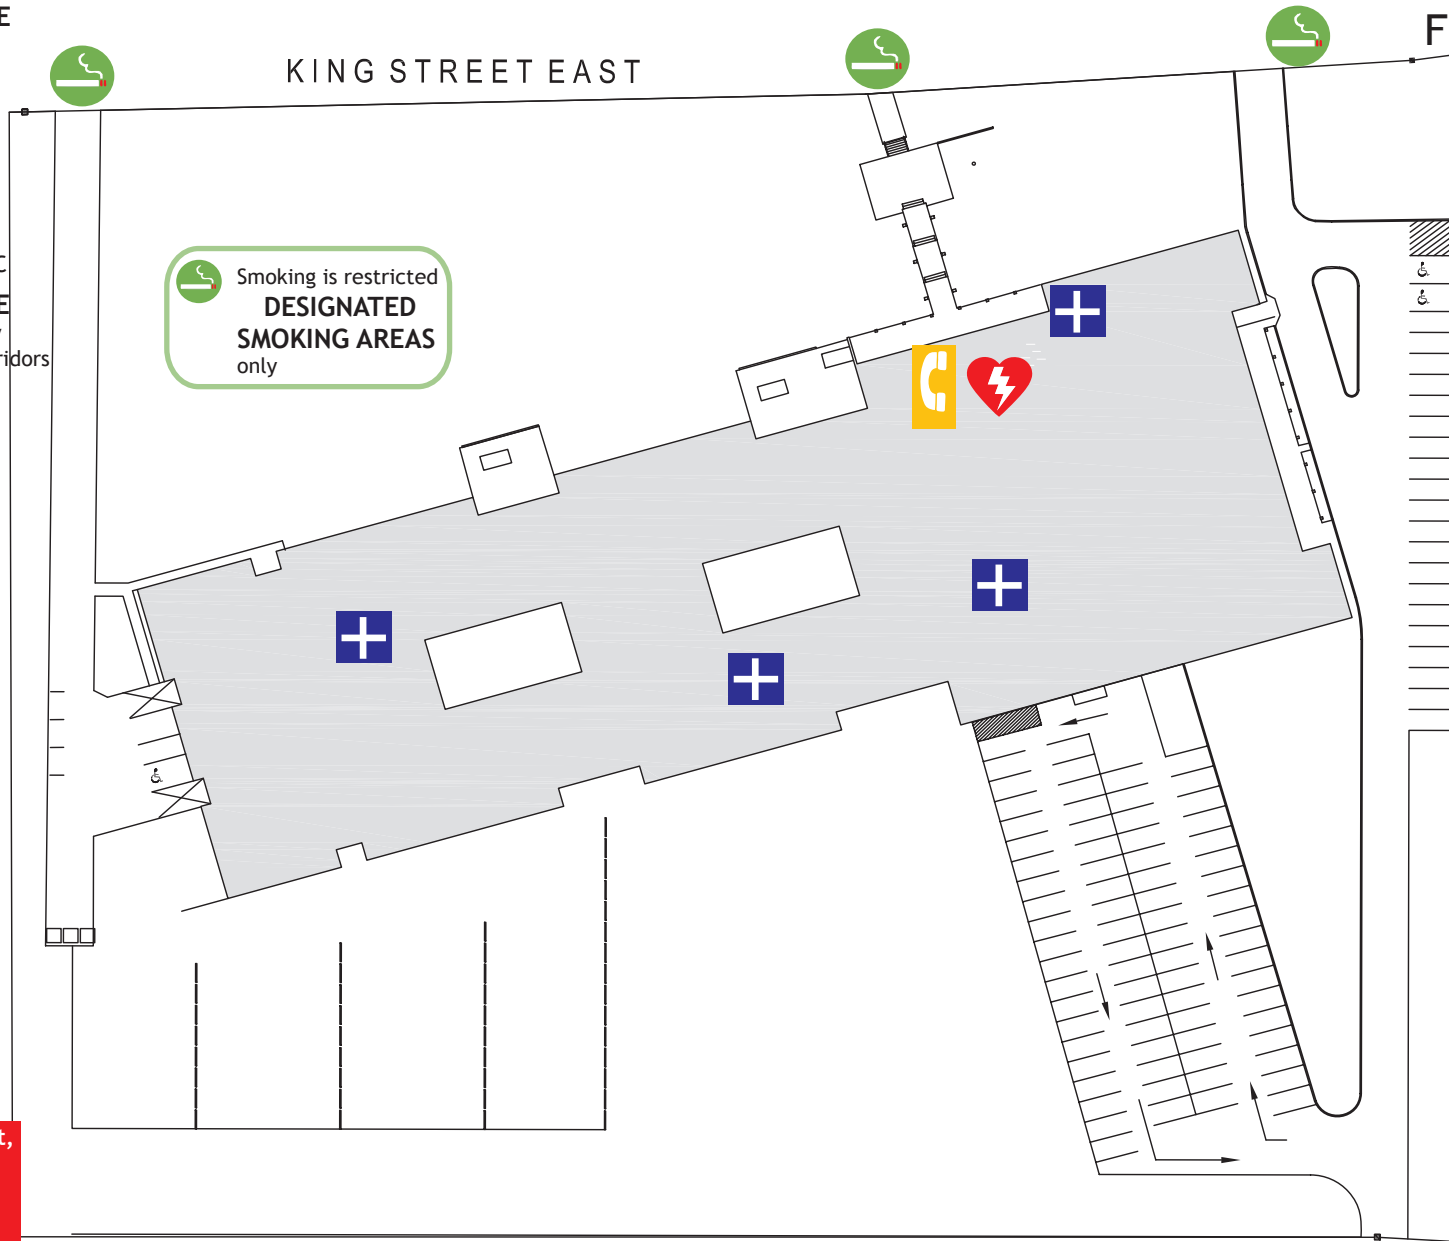 E
KING STREET EAST
F
Smoking is restricted
DESIGNATED
SMOKING AREAS
only
E
ridors
t,